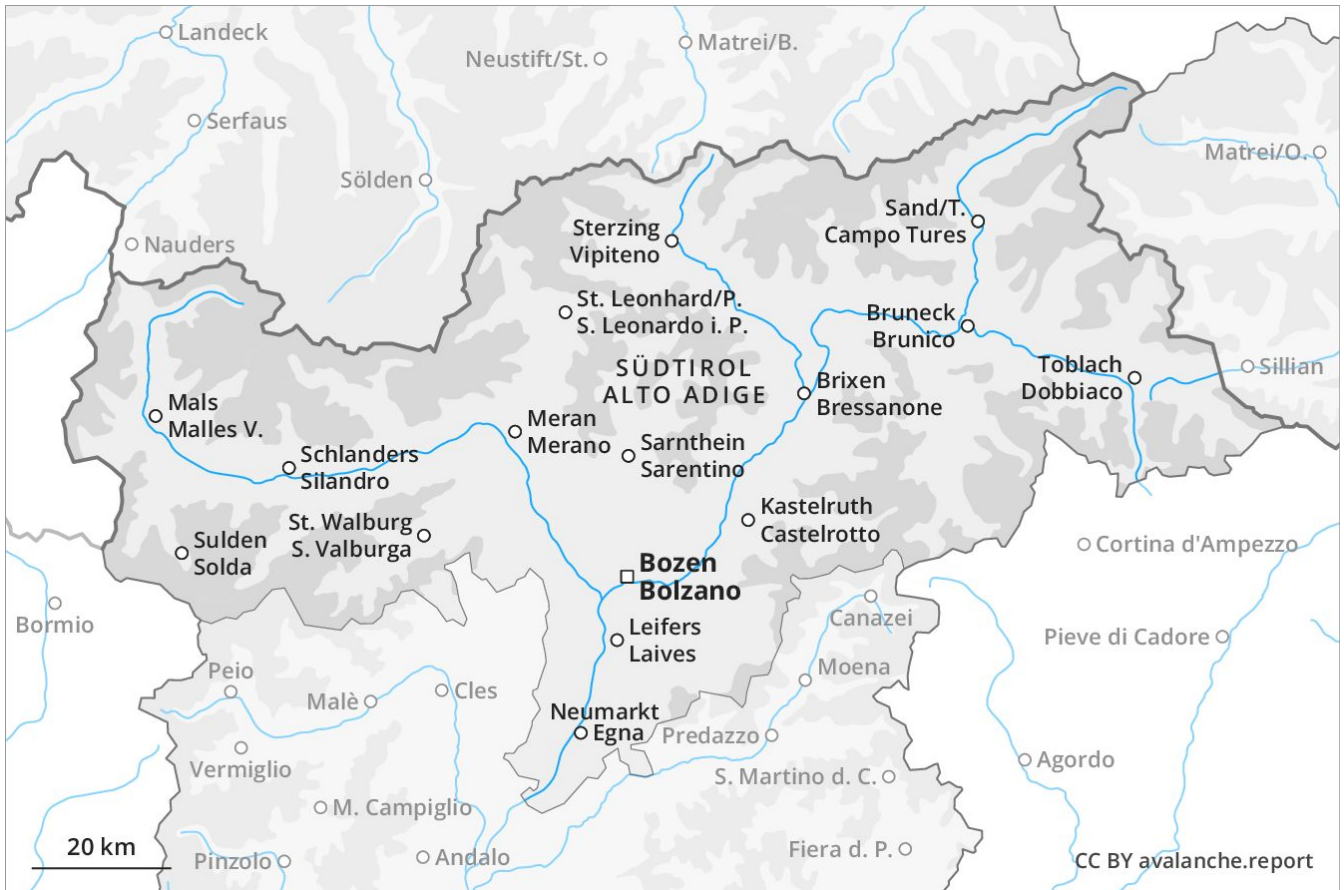 Landeck
Neustift/St.
Matrei/B.
Serfaus
Sölden
Matrei/O.
Nauders
Sterzing
Vipiteno
Sand/T.
Campo Tures
St. Leonhard/P.
S. Leonardo i. P.
Bruneck
Brunico
SÜDTIROL
ALTO ADIGE
Toblach
Dobbiaco
Sillian
Brixen
Bressanone
Mals
Malles V.
Meran
Merano
Sarnthein
Sarentino
Schlanders
Silandro
Kastelruth
Castelrotto
St. Walburg
S. Valburga
Sulden
Solda
Cortina d'Ampezzo
Bozen
Bolzano
Bormio
Leifers
Laives
Canazei
Pieve di Cadore
Peio
Moena
Malè
Cles
Neumarkt
Egna
Predazzo
Vermiglio
Agordo
S. Martino d. C.
M. Campiglio
20 km
Pinzolo
Andalo
Fiera d. P.
CC BY avalanche.report